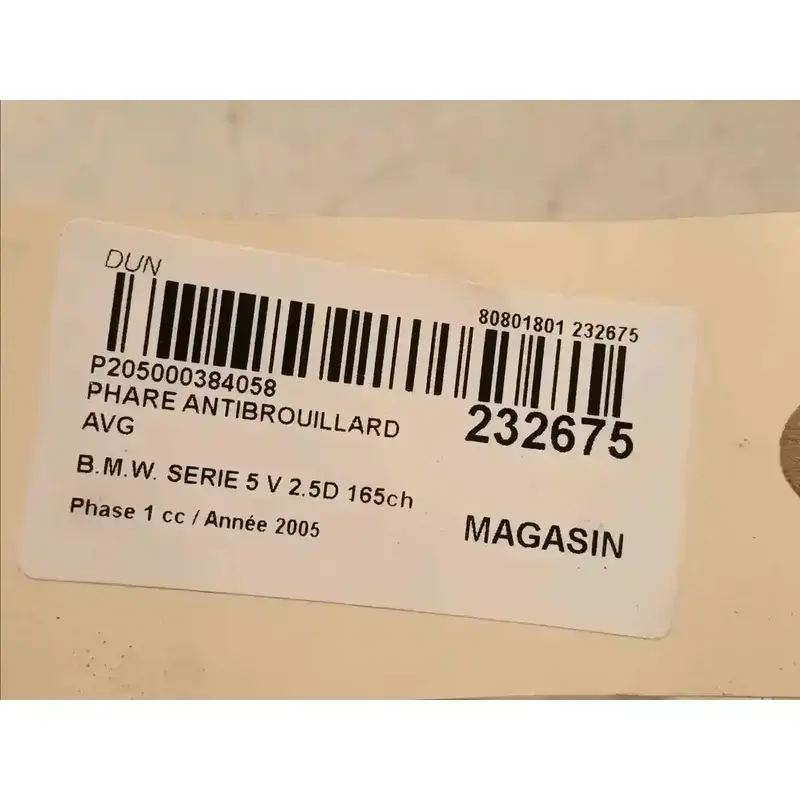 DUN
80801801 232675
P205000384058
PHARE ANTIBROUILLARD
AVG
232675
B.M.W. SERIE 5 V 2.5D 165ch
Phase 1 cc / Année 2005
MAGASIN